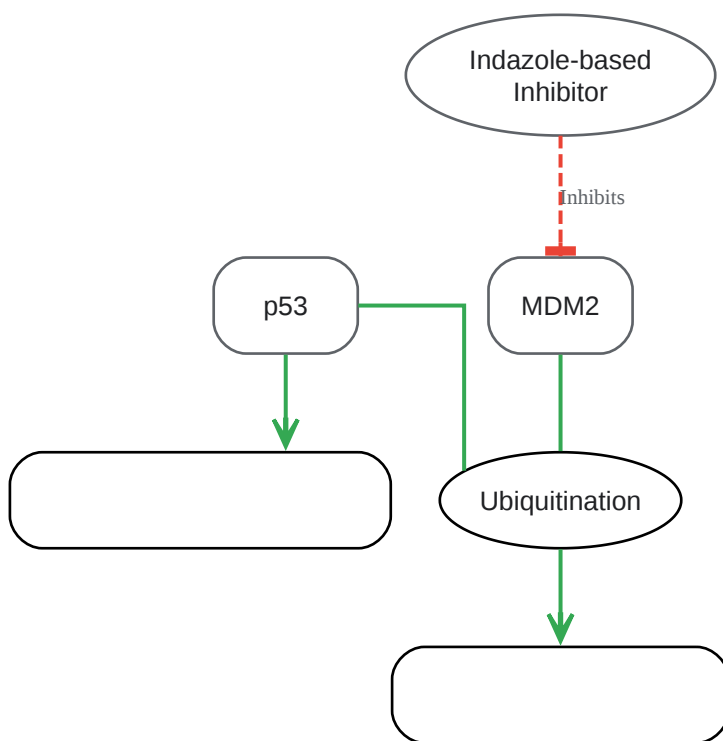 Indazole-based
Inhibitor
Inhibits
p53
MDM2
Ubiquitination